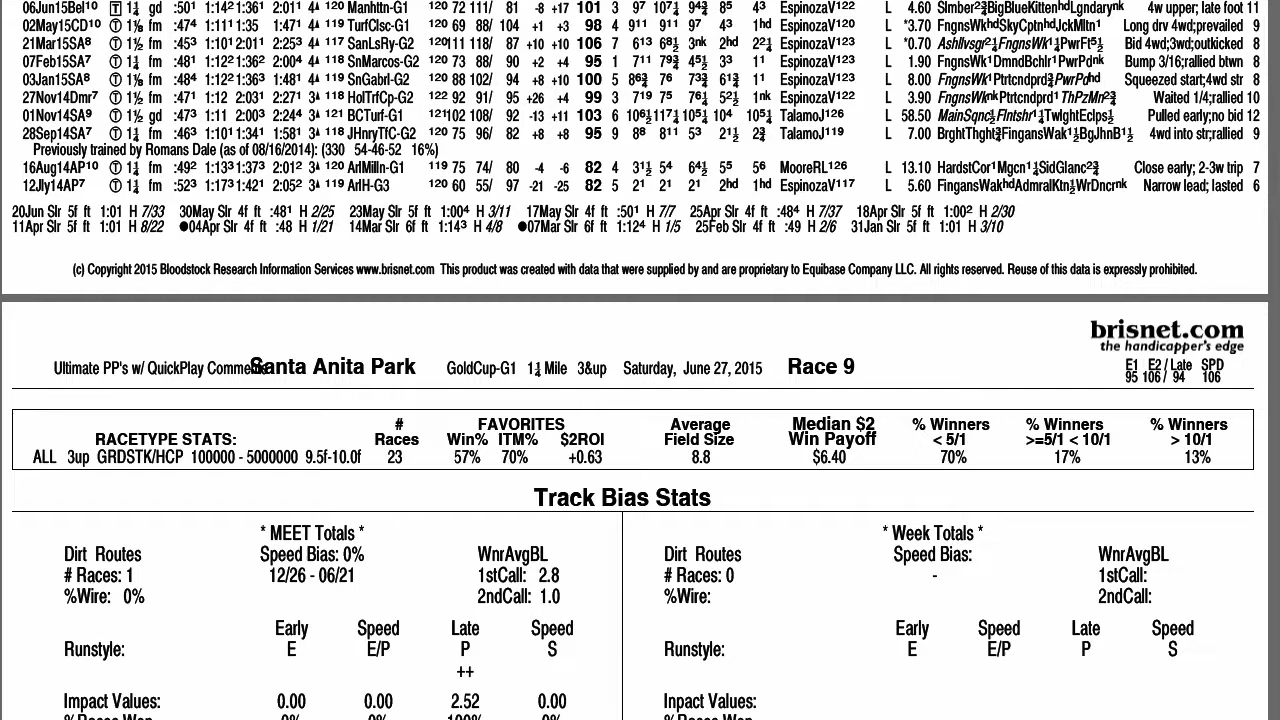 06Jun15Bel¹⁰ Ⓣ 1¼ gd :50¹ 1:14² 1:36¹ 2:00¹ 4▲ 120 Manhttn-G1 120 72 111/ 81 -8 +17 101 3 9⁷ 10⁷¼ 9⁴¾ 8⁵ 4³ EspinozaV¹²² L 4.60 Slmber²¾BigBlueKittenʰᵈLgndaryⁿᵏ 4w upper; late foot 11
02May15CD¹⁰ Ⓣ 1⅛ fm :47⁴ 1:11¹ 1:35 1:47¹ 4▲ 119 TurfClsc-G1 120 69 88/ 104 +1 +3 98 4 9¹¹ 9¹¹ 9⁷ 4³ 1ʰᵈ EspinozaV¹²⁰ L *3.70 FngnsWkʰᵈSkyCptnʰᵈJckMltn¹ Long drv 4wd;prevailed 9
21Mar15SA⁸ Ⓣ 1½ fm :45³ 1:10¹ 2:01¹ 2:25³ 4▲ 117 SanLsRy-G2 120 111 118/ 87 +10 +10 106 7 6¹³ 6⁸½ 3ⁿᵏ 2ʰᵈ 2²¼ EspinozaV¹²³ L *0.70 Ashllvsgr²¼FngnsWk¹¼PwrFt⁵½ Bid 4wd;3wd;outkicked 8
07Feb15SA⁷ Ⓣ 1¼ fm :48⁴ 1:12² 1:36² 2:00⁴ 4▲ 118 SnMarcos-G2 120 73 88/ 90 +2 +4 95 1 7¹¹ 7⁹¾ 4⁵½ 3³ 1¹ EspinozaV¹²³ L 1.90 FngnsWk¹DmndBchlr¹PwrPdⁿᵏ Bump 3/16;rallied btwn 8
03Jan15SA⁸ Ⓣ 1⅛ fm :48⁴ 1:12¹ 1:36³ 1:48¹ 4▲ 119 SnGabrl-G2 120 88 102/ 94 +8 +10 100 5 8⁶¾ 7⁶ 7³¾ 6¹¾ 1¹ EspinozaV¹²³ L 8.00 FngnsWk¹Ptrtcndprd¾PwrPdʰᵈ Squeezed start;4wd str 8
27Nov14Dmr⁷ Ⓣ 1½ fm :47¹ 1:12 2:03¹ 2:27¹ 3▲ 118 HolTrfCp-G2 122 92 91/ 95 +26 +4 99 3 7¹⁹ 7⁵ 7⁶¼ 5²½ 1ⁿᵏ EspinozaV¹²² L 3.90 FngnsWkⁿᵏPtrtcndprd¹ ThPzMn²¾ Waited 1/4;rallied 10
01Nov14SA⁹ Ⓣ 1½ gd :47³ 1:11 2:00³ 2:24⁴ 3▲ 121 BCTurf-G1 121 102 108/ 92 -13 +11 103 6 10⁶½ 11⁷¼ 10⁵¼ 10⁴ 10⁵¼ TalamoJ¹²⁶ L 58.50 MainSqnc½Flntshr¹¼TwlghtEclps½ Pulled early;no bid 12
28Sep14SA⁷ Ⓣ 1¼ fm :46³ 1:10¹ 1:34¹ 1:58¹ 3▲ 118 JHnryTfC-G2 120 75 96/ 82 +8 +8 95 9 8⁸ 8¹¹ 5³ 2¹½ 2¾ TalamoJ¹¹⁹ L 7.00 BrghtThght¾FingansWak¹½BgJhnB¹½ 4wd into str;rallied 9
Previously trained by Romans Dale (as of 08/16/2014): (330 54-46-52 16%)
16Aug14AP¹⁰ Ⓣ 1¼ fm :49² 1:13³ 1:37³ 2:01² 3▲ 120 ArlMilln-G1 119 75 74/ 80 -4 -6 82 4 3¹½ 5⁴ 6⁴½ 5⁵ 5⁶ MooreRL¹²⁶ L 13.10 HardstCor¹Mgcn¹¼SidGlanc²¾ Close early; 2-3w trip 7
12Jly14AP⁷ Ⓣ 1¼ fm :52³ 1:17³ 1:42¹ 2:05² 3▲ 119 ArlH-G3 120 60 55/ 97 -21 -25 82 5 2¹ 2¹ 2¹ 2ʰᵈ 1ʰᵈ EspinozaV¹¹⁷ L 5.60 FingansWakʰᵈAdmralKtn½WrDncrⁿᵏ Narrow lead; lasted 6
20Jun Slr 5f ft 1:01 H 7/33 30May Slr 4f ft :48¹ H 2/25 23May Slr 5f ft 1:00⁴ H 3/11 17May Slr 4f ft :50¹ H 7/7 25Apr Slr 4f ft :48⁴ H 7/37 18Apr Slr 5f ft 1:00² H 2/30
11Apr Slr 5f ft 1:01 H 8/22 ●04Apr Slr 4f ft :48 H 1/21 14Mar Slr 6f ft 1:14³ H 4/8 ●07Mar Slr 6f ft 1:12⁴ H 1/5 25Feb Slr 4f ft :49 H 2/6 31Jan Slr 5f ft 1:01 H 3/10
(c) Copyright 2015 Bloodstock Research Information Services www.brisnet.com This product was created with data that were supplied by and are proprietary to Equibase Company LLC. All rights reserved. Reuse of this data is expressly prohibited.
brisnet.com
the handicapper's edge
Ultimate PP's w/ QuickPlay Comments Santa Anita Park GoldCup-G1 1¼ Mile 3&up Saturday, June 27, 2015 Race 9
E1 E2 / Late SPD
95 106 / 94 106
# FAVORITES Average Median $2 % Winners % Winners % Winners
RACETYPE STATS: Races Win% ITM% $2ROI Field Size Win Payoff < 5/1 >=5/1 < 10/1 > 10/1
ALL 3up GRDSTK/HCP 100000 - 5000000 9.5f-10.0f 23 57% 70% +0.63 8.8 $6.40 70% 17% 13%
Track Bias Stats
* MEET Totals * * Week Totals *
Dirt Routes Speed Bias: 0% WnrAvgBL Dirt Routes Speed Bias: WnrAvgBL
# Races: 1 12/26 - 06/21 1stCall: 2.8 # Races: 0 - 1stCall:
%Wire: 0% 2ndCall: 1.0 %Wire: 2ndCall:
Early Speed Late Speed Early Speed Late Speed
Runstyle: E E/P P S Runstyle: E E/P P S
++
Impact Values: 0.00 0.00 2.52 0.00 Inpact Values:
%Races Won 0% 0% 100% 0% %Races Won